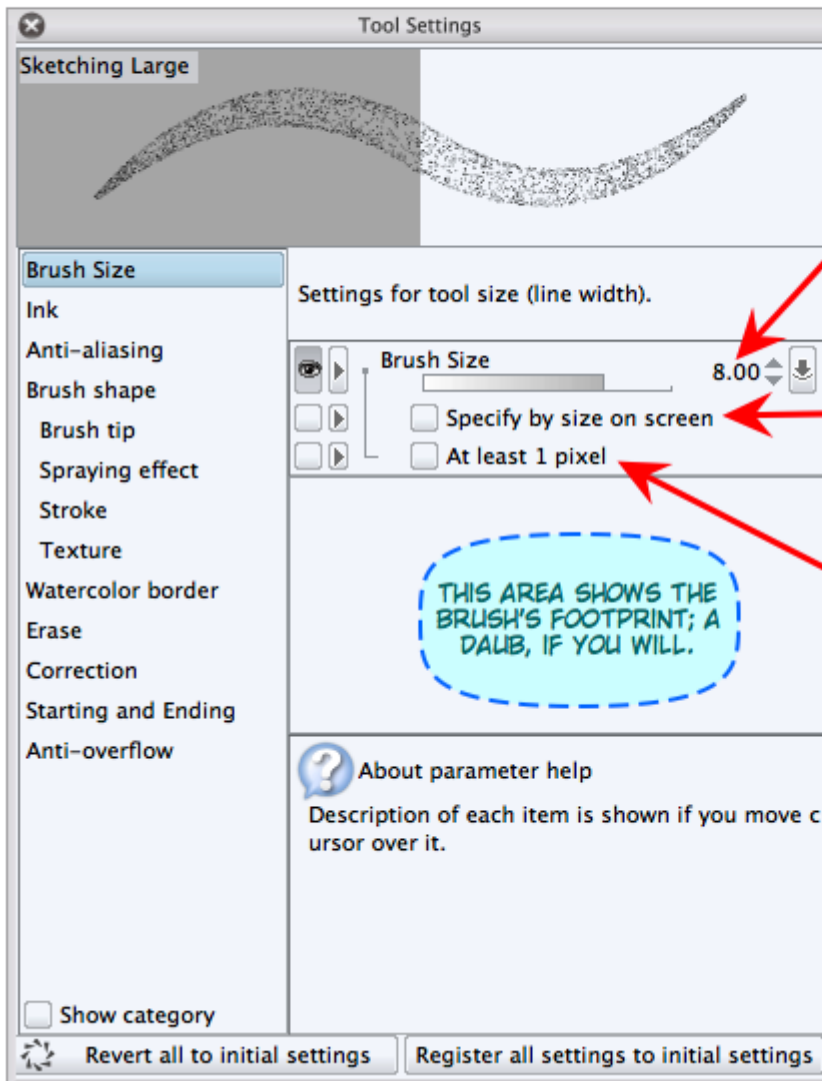 Tool Settings
Sketching Large
Brush Size
Ink
Anti-aliasing
Brush shape
Brush tip
Spraying effect
Stroke
Texture
Watercolor border
Erase
Correction
Starting and Ending
Anti-overflow
Show category
Settings for tool size (line width).
Brush Size 8.00
Specify by size on screen
At least 1 pixel
THIS AREA SHOWS THE
BRUSH'S FOOTPRINT; A
DAUB, IF YOU WILL.
?
About parameter help
Description of each item is shown if you move c
ursor over it.
Revert all to initial settings
Register all settings to initial settings